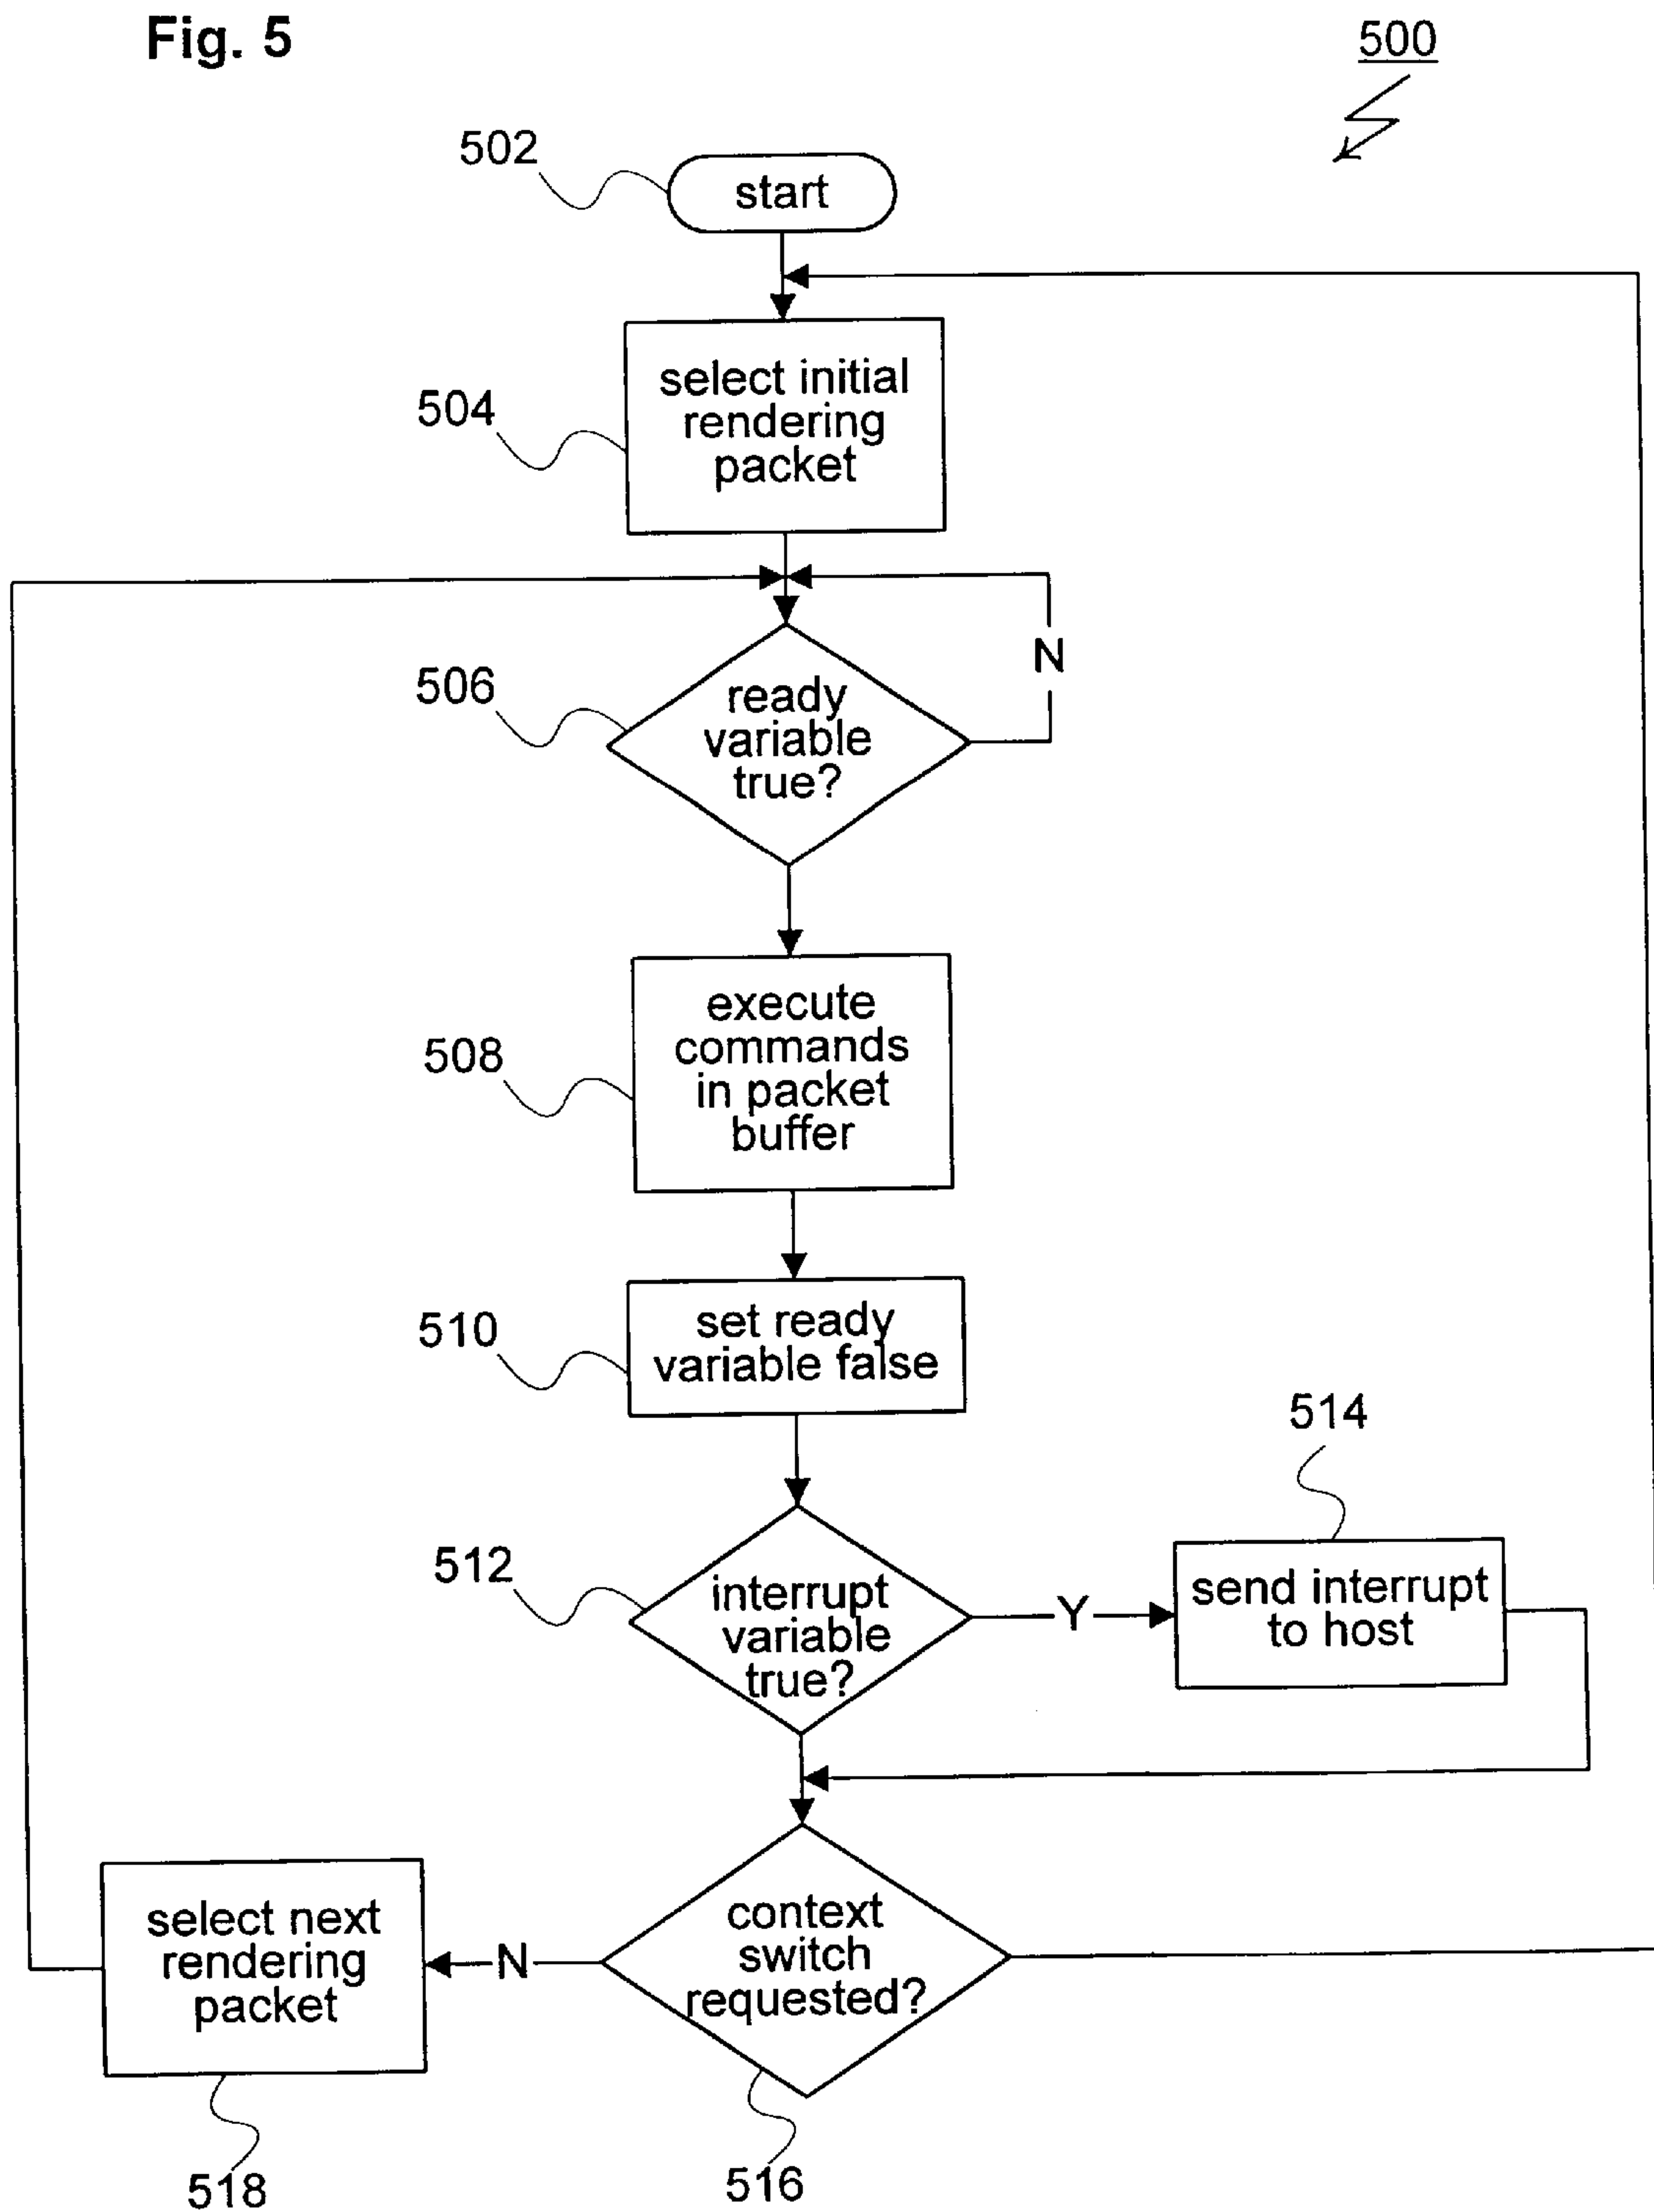 Fig. 5
500
502
start
504
select initial
rendering
packet
506
ready
variable
true?
N
508
execute
commands
in packet
buffer
510
set ready
variable false
512
interrupt
variable
true?
Y
514
send interrupt
to host
516
context
switch
requested?
N
518
select next
rendering
packet